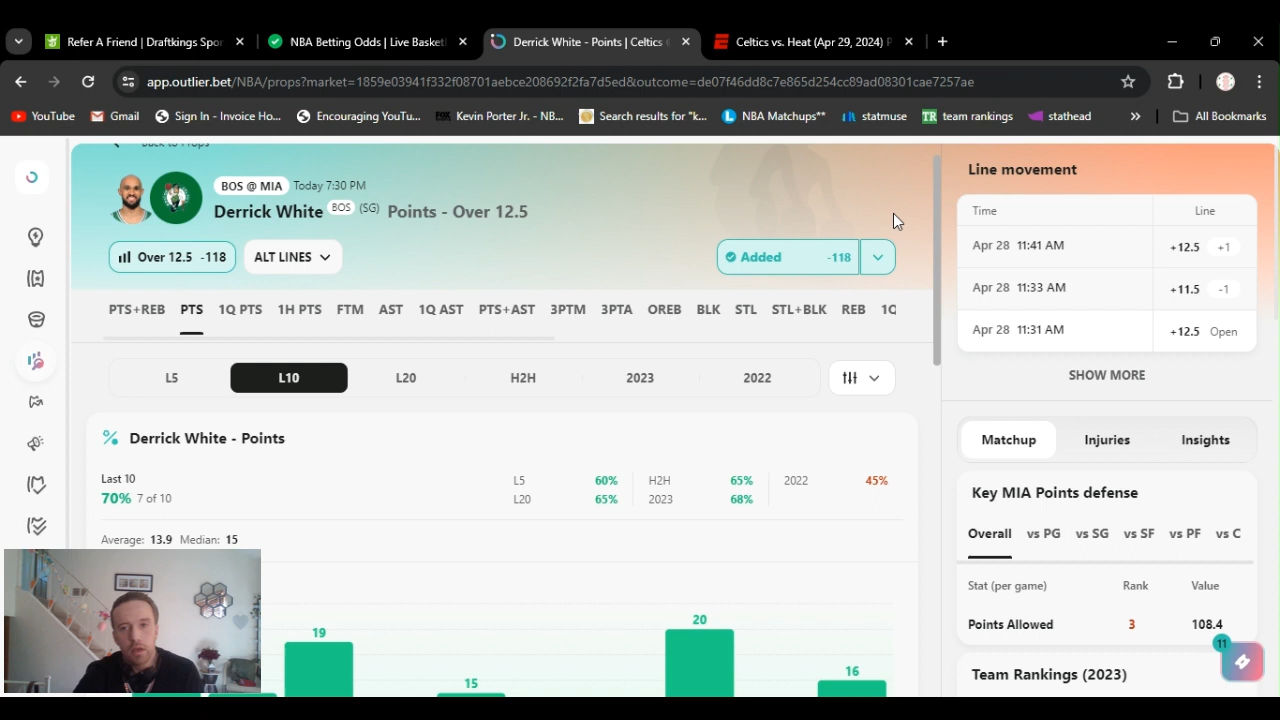 Refer A Friend | Draftkings Spor
NBA Betting Odds | Live Basketl
Derrick White - Points | Celtics
Celtics vs. Heat (Apr 29, 2024) P
app.outlier.bet/NBA/props?market=1859e03941f332f08701aebce208692f2fa7d5ed&outcome=de07f46dd8c7e865d254cc89ad08301cae7257ae
YouTube
Gmail
Sign In - Invoice Ho...
Encouraging YouTu...
Kevin Porter Jr. - NB...
Search results for "k...
NBA Matchups**
statmuse
TR team rankings
stathead
All Bookmarks
Back to Props
BOS @ MIA Today 7:30 PM
Derrick White BOS (SG) Points - Over 12.5
Over 12.5 -118
ALT LINES
Added -118
PTS+REB PTS 1Q PTS 1H PTS FTM AST 1Q AST PTS+AST 3PTM 3PTA OREB BLK STL STL+BLK REB 1Q
L5 L10 L20 H2H 2023 2022
Derrick White - Points
Last 10
70% 7 of 10
L5 60% H2H 65% 2022 45%
L20 65% 2023 68%
Average: 13.9 Median: 15
19
15
20
16
Line movement
Time Line
Apr 28 11:41 AM +12.5 +1
Apr 28 11:33 AM +11.5 -1
Apr 28 11:31 AM +12.5 Open
SHOW MORE
Matchup Injuries Insights
Key MIA Points defense
Overall vs PG vs SG vs SF vs PF vs C
Stat (per game) Rank Value
Points Allowed 3 108.4
11
Team Rankings (2023)